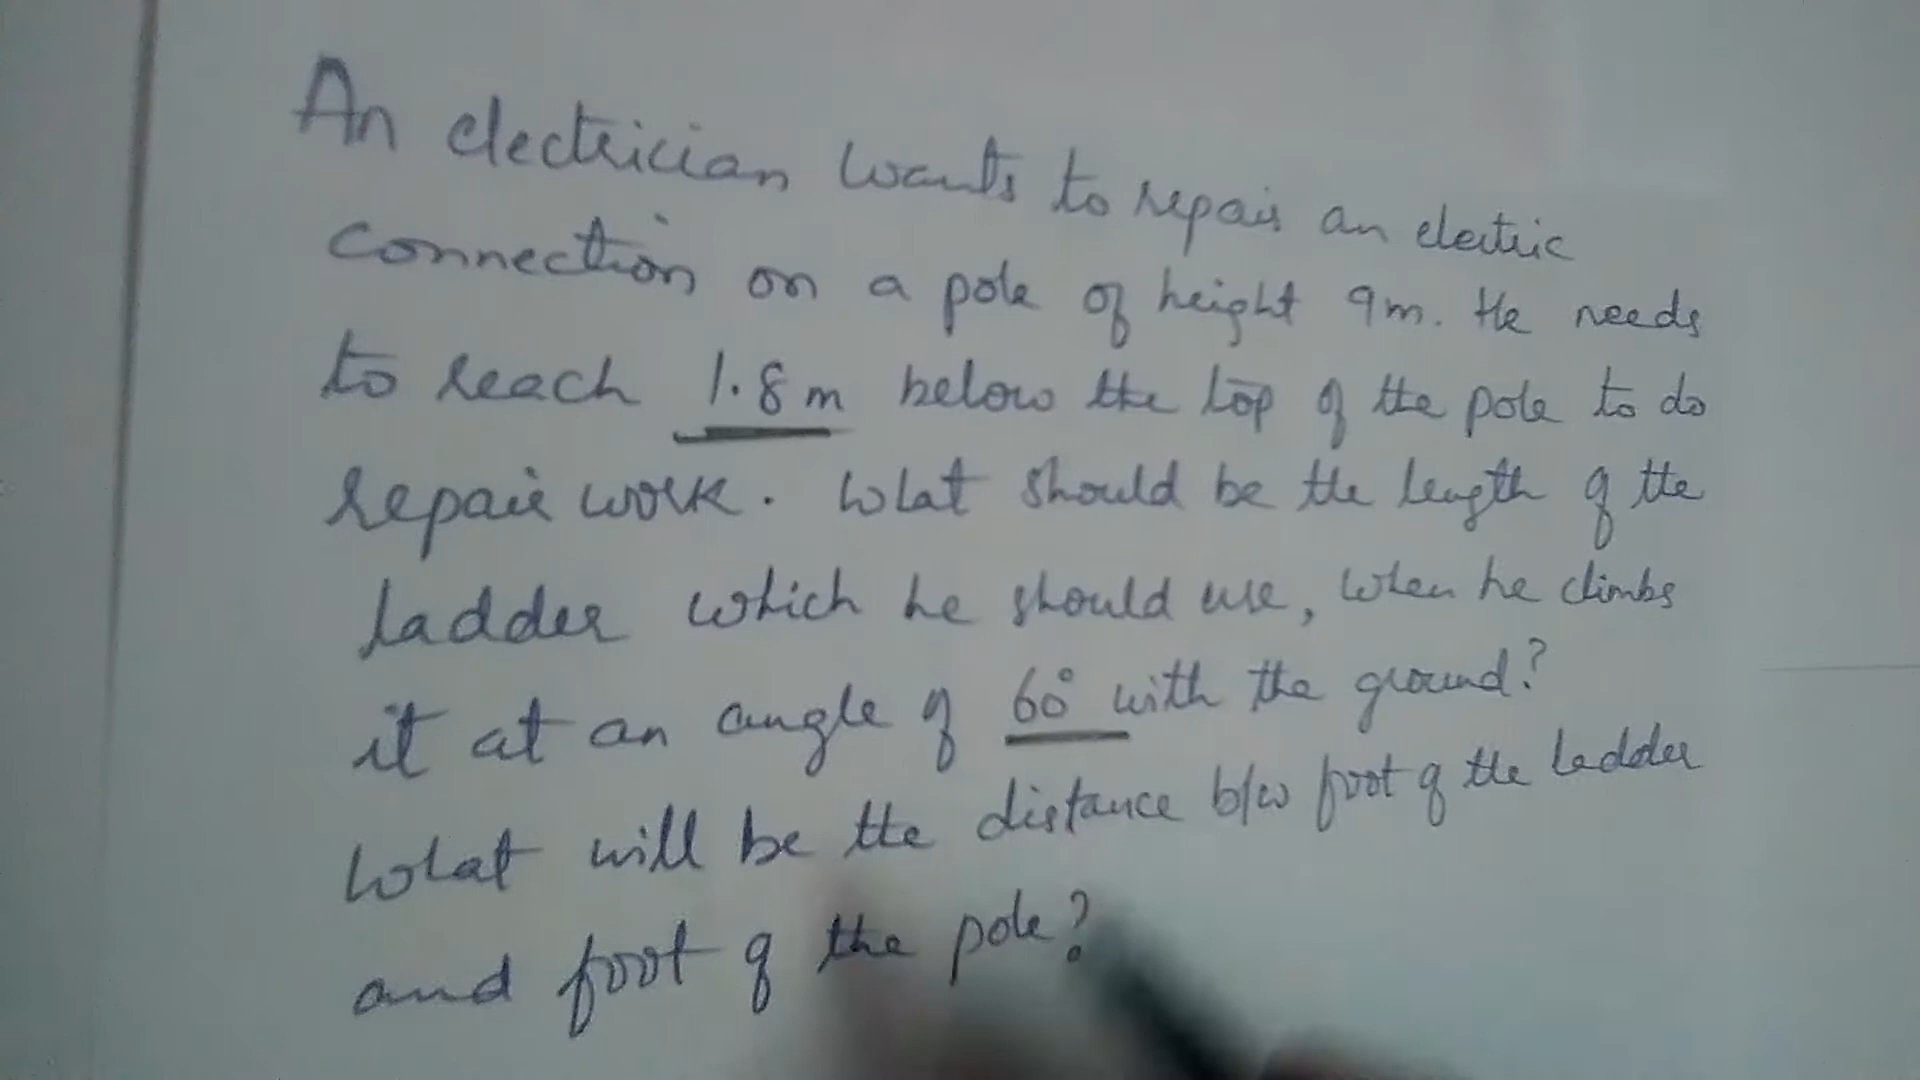 An electrician wants to repair an electric
connection on a pole of height 9m. He needs
to reach 1.8m below the top of the pole to do
repair work. What should be the length of the
ladder which he should use, when he climbs
it at an angle of 60° with the ground?
What will be the distance b/w foot of the ladder
and foot of the pole?